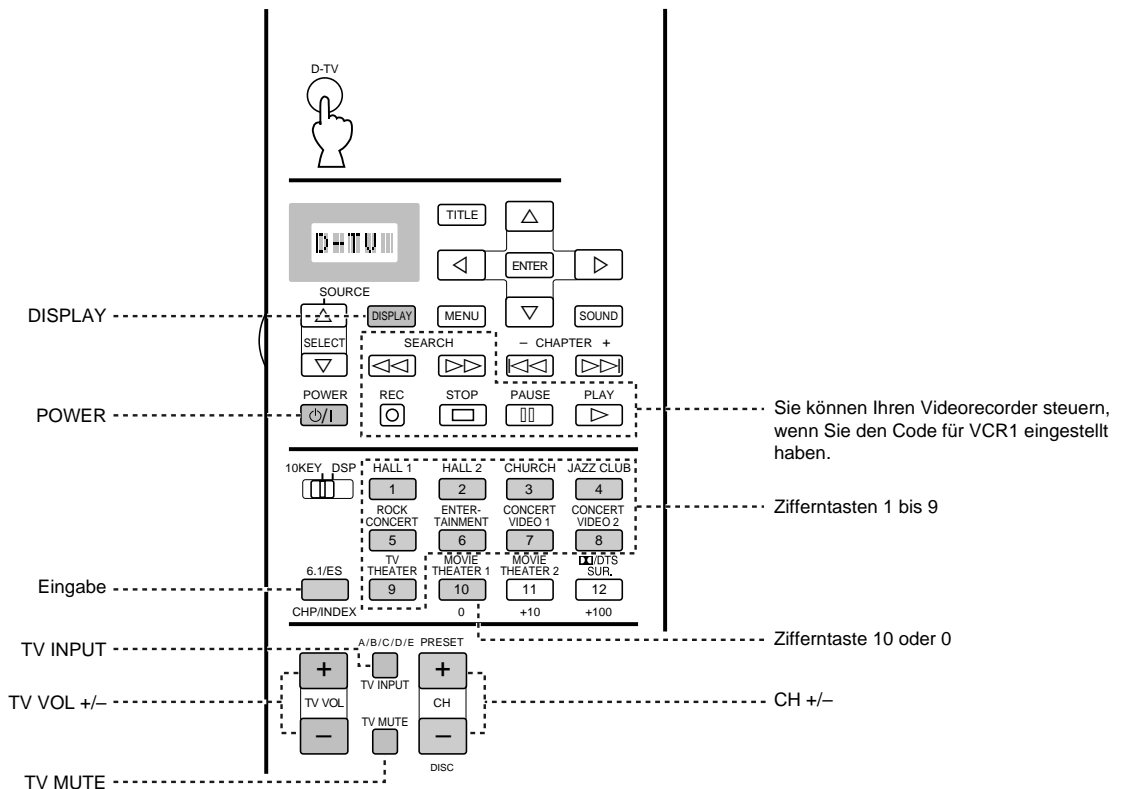 D-TV
D-TV
TITLE
ENTER
SOURCE
DISPLAY
DISPLAY
MENU
SOUND
SELECT
SEARCH
– CHAPTER +
POWER
POWER
REC
STOP
PAUSE
PLAY
Sie können Ihren Videorecorder steuern,
wenn Sie den Code für VCR1 eingestellt
haben.
10KEY DSP
HALL 1
HALL 2
CHURCH
JAZZ CLUB
1
2
3
4
Zifferntasten 1 bis 9
ROCK
CONCERT
ENTER-
TAINMENT
CONCERT
VIDEO 1
CONCERT
VIDEO 2
5
6
7
8
Eingabe
6.1/ES
TV
THEATER
MOVIE
THEATER 1
MOVIE
THEATER 2
/DTS
SUR.
9
10
11
12
CHP/INDEX
0
+10
+100
Zifferntaste 10 oder 0
TV INPUT
A/B/C/D/E
PRESET
+
TV INPUT
+
TV VOL +/–
TV VOL
CH
CH +/–
TV MUTE
–
–
DISC
TV MUTE